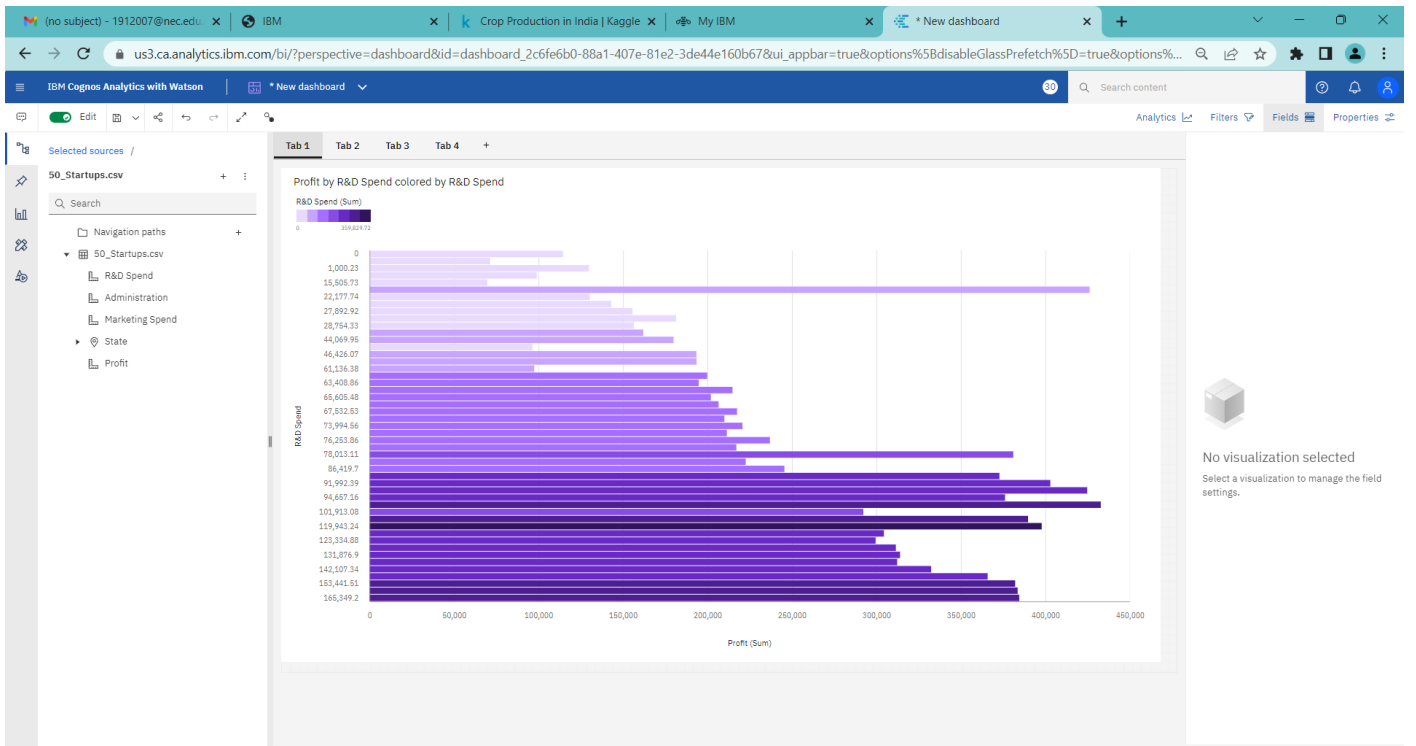 (no subject) - 1912007@nec.edu.
IBM
Crop Production in India | Kaggle
My IBM
* New dashboard
us3.ca.analytics.ibm.com/bi/?perspective=dashboard&id=dashboard_2c6fe6b0-88a1-407e-81e2-3de44e160b67&ui_appbar=true&options%5BdisableGlassPrefetch%5D=true&options%...
IBM Cognos Analytics with Watson
* New dashboard
30
Search content
Edit
Analytics
Filters
Fields
Properties
Selected sources /
50_Startups.csv
Search
Navigation paths
50_Startups.csv
R&D Spend
Administration
Marketing Spend
State
Profit
Tab 1
Tab 2
Tab 3
Tab 4
Profit by R&D Spend colored by R&D Spend
R&D Spend (Sum)
0 359,829.72
R&D Spend
0
1,000.23
15,505.73
22,177.74
27,892.92
28,754.33
44,069.95
46,426.07
61,136.38
63,408.86
65,605.48
67,532.53
73,994.56
76,253.86
78,013.11
86,419.7
91,992.39
94,657.16
101,913.08
119,943.24
123,334.88
131,876.9
142,107.34
153,441.51
165,349.2
0 50,000 100,000 150,000 200,000 250,000 300,000 350,000 400,000 450,000
Profit (Sum)
No visualization selected
Select a visualization to manage the field
settings.